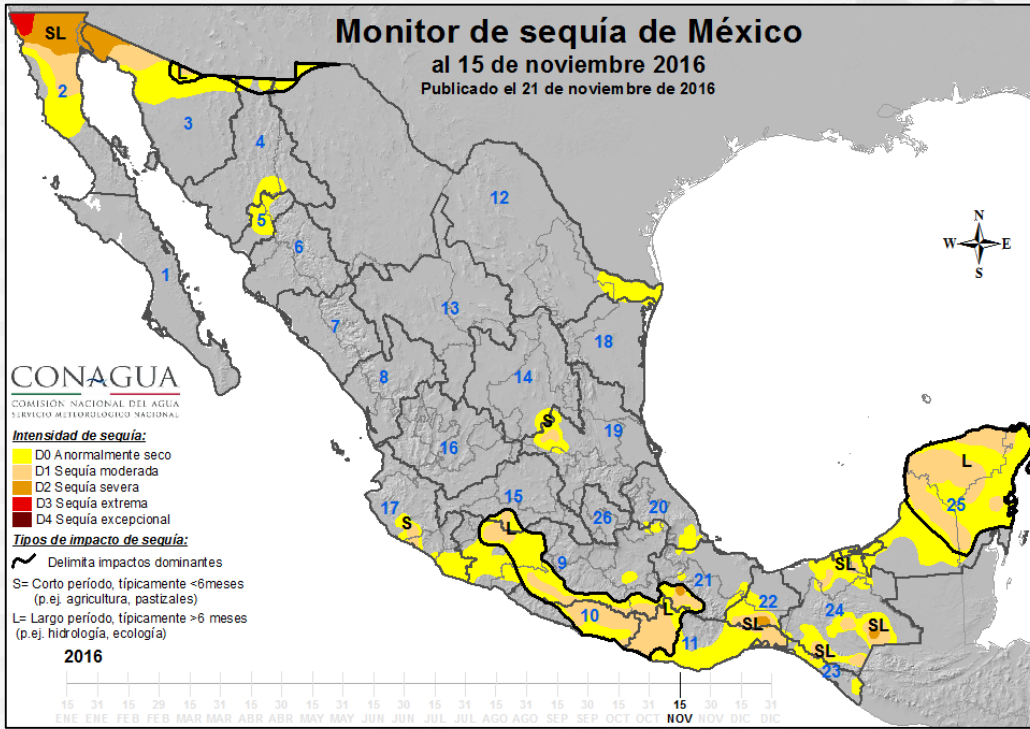 Monitor de sequía de México
al 15 de noviembre 2016
Publicado el 21 de noviembre de 2016
SL
L
2
3
4
5
12
6
1
13
7
18
8
14
S
19
16
L
25
17
S
15
L
26
20
9
21
SL
22
24
SL
10
L
SL
11
SL
23
N
W E
S
CONAGUA
COMISIÓN NACIONAL DEL AGUA
SERVICIO METEOROLÓGICO NACIONAL
Intensidad de sequía:
D0 Anormalmente seco
D1 Sequía moderada
D2 Sequía severa
D3 Sequía extrema
D4 Sequía excepcional
Tipos de impacto de sequía:
Delimita impactos dominantes
S= Corto período, típicamente <6meses
(p.ej. agricultura, pastizales)
L= Largo período, típicamente >6 meses
(p.ej. hidrología, ecología)
2016
15 31 15 29 15 31 15 30 15 31 15 30 15 31 15 31 15 30 15 31 15 30 15 31
ENE ENE FEB FEB MAR MAR ABR ABR MAY MAY JUN JUN JUL JUL AGO AGO SEP SEP OCT OCT NOV NOV DIC DIC